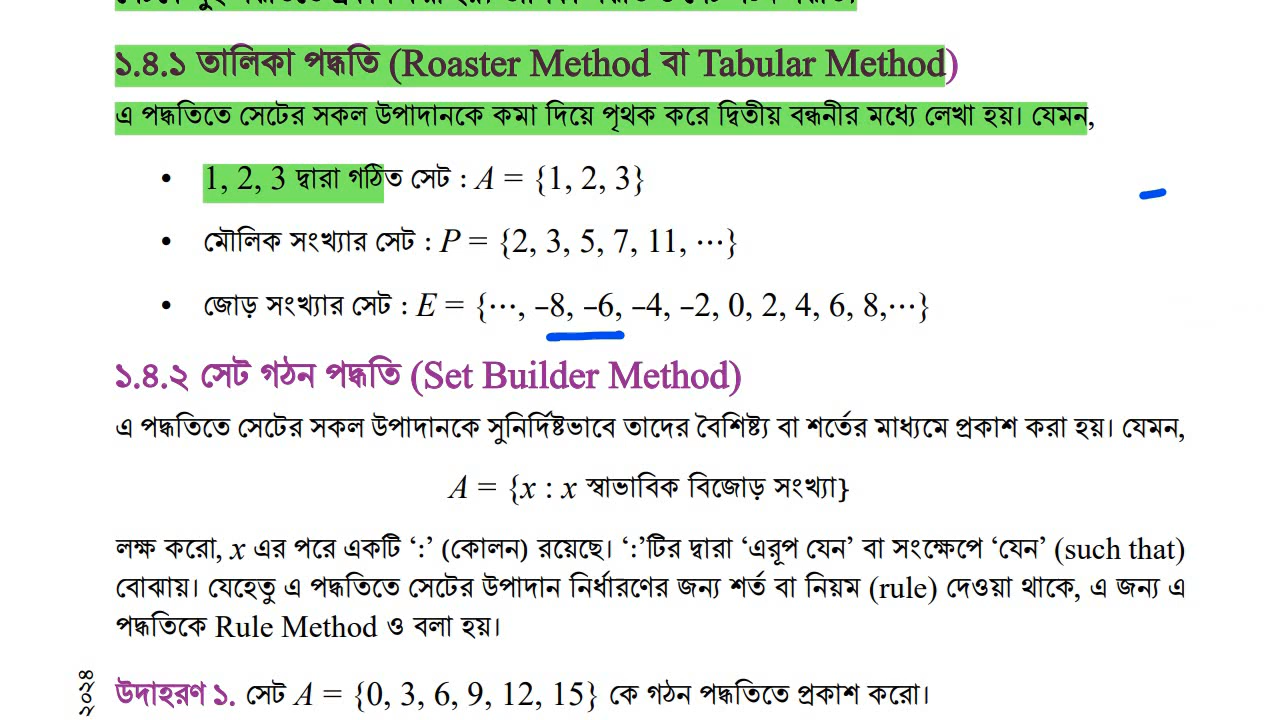 ১.৪.১ তালিকা পদ্ধতি (Roaster Method বা Tabular Method)
এ পদ্ধতিতে সেটের সকল উপাদানকে কমা দিয়ে পৃথক করে দ্বিতীয় বন্ধনীর মধ্যে লেখা হয়। যেমন,
• 1, 2, 3 দ্বারা গঠিত সেট : A = {1, 2, 3}
• মৌলিক সংখ্যার সেট : P = {2, 3, 5, 7, 11, ⋯}
• জোড় সংখ্যার সেট : E = {⋯, –8, –6, –4, –2, 0, 2, 4, 6, 8,⋯}
১.৪.২ সেট গঠন পদ্ধতি (Set Builder Method)
এ পদ্ধতিতে সেটের সকল উপাদানকে সুনির্দিষ্টভাবে তাদের বৈশিষ্ট্য বা শর্তের মাধ্যমে প্রকাশ করা হয়। যেমন,
A = {x : x স্বাভাবিক বিজোড় সংখ্যা}
লক্ষ করো, x এর পরে একটি ‘:’ (কোলন) রয়েছে। ‘:’টির দ্বারা ‘এরূপ যেন’ বা সংক্ষেপে ‘যেন’ (such that)
বোঝায়। যেহেতু এ পদ্ধতিতে সেটের উপাদান নির্ধারণের জন্য শর্ত বা নিয়ম (rule) দেওয়া থাকে, এ জন্য এ
পদ্ধতিকে Rule Method ও বলা হয়।
উদাহরণ ১. সেট A = {0, 3, 6, 9, 12, 15} কে গঠন পদ্ধতিতে প্রকাশ করো।
২০২৪